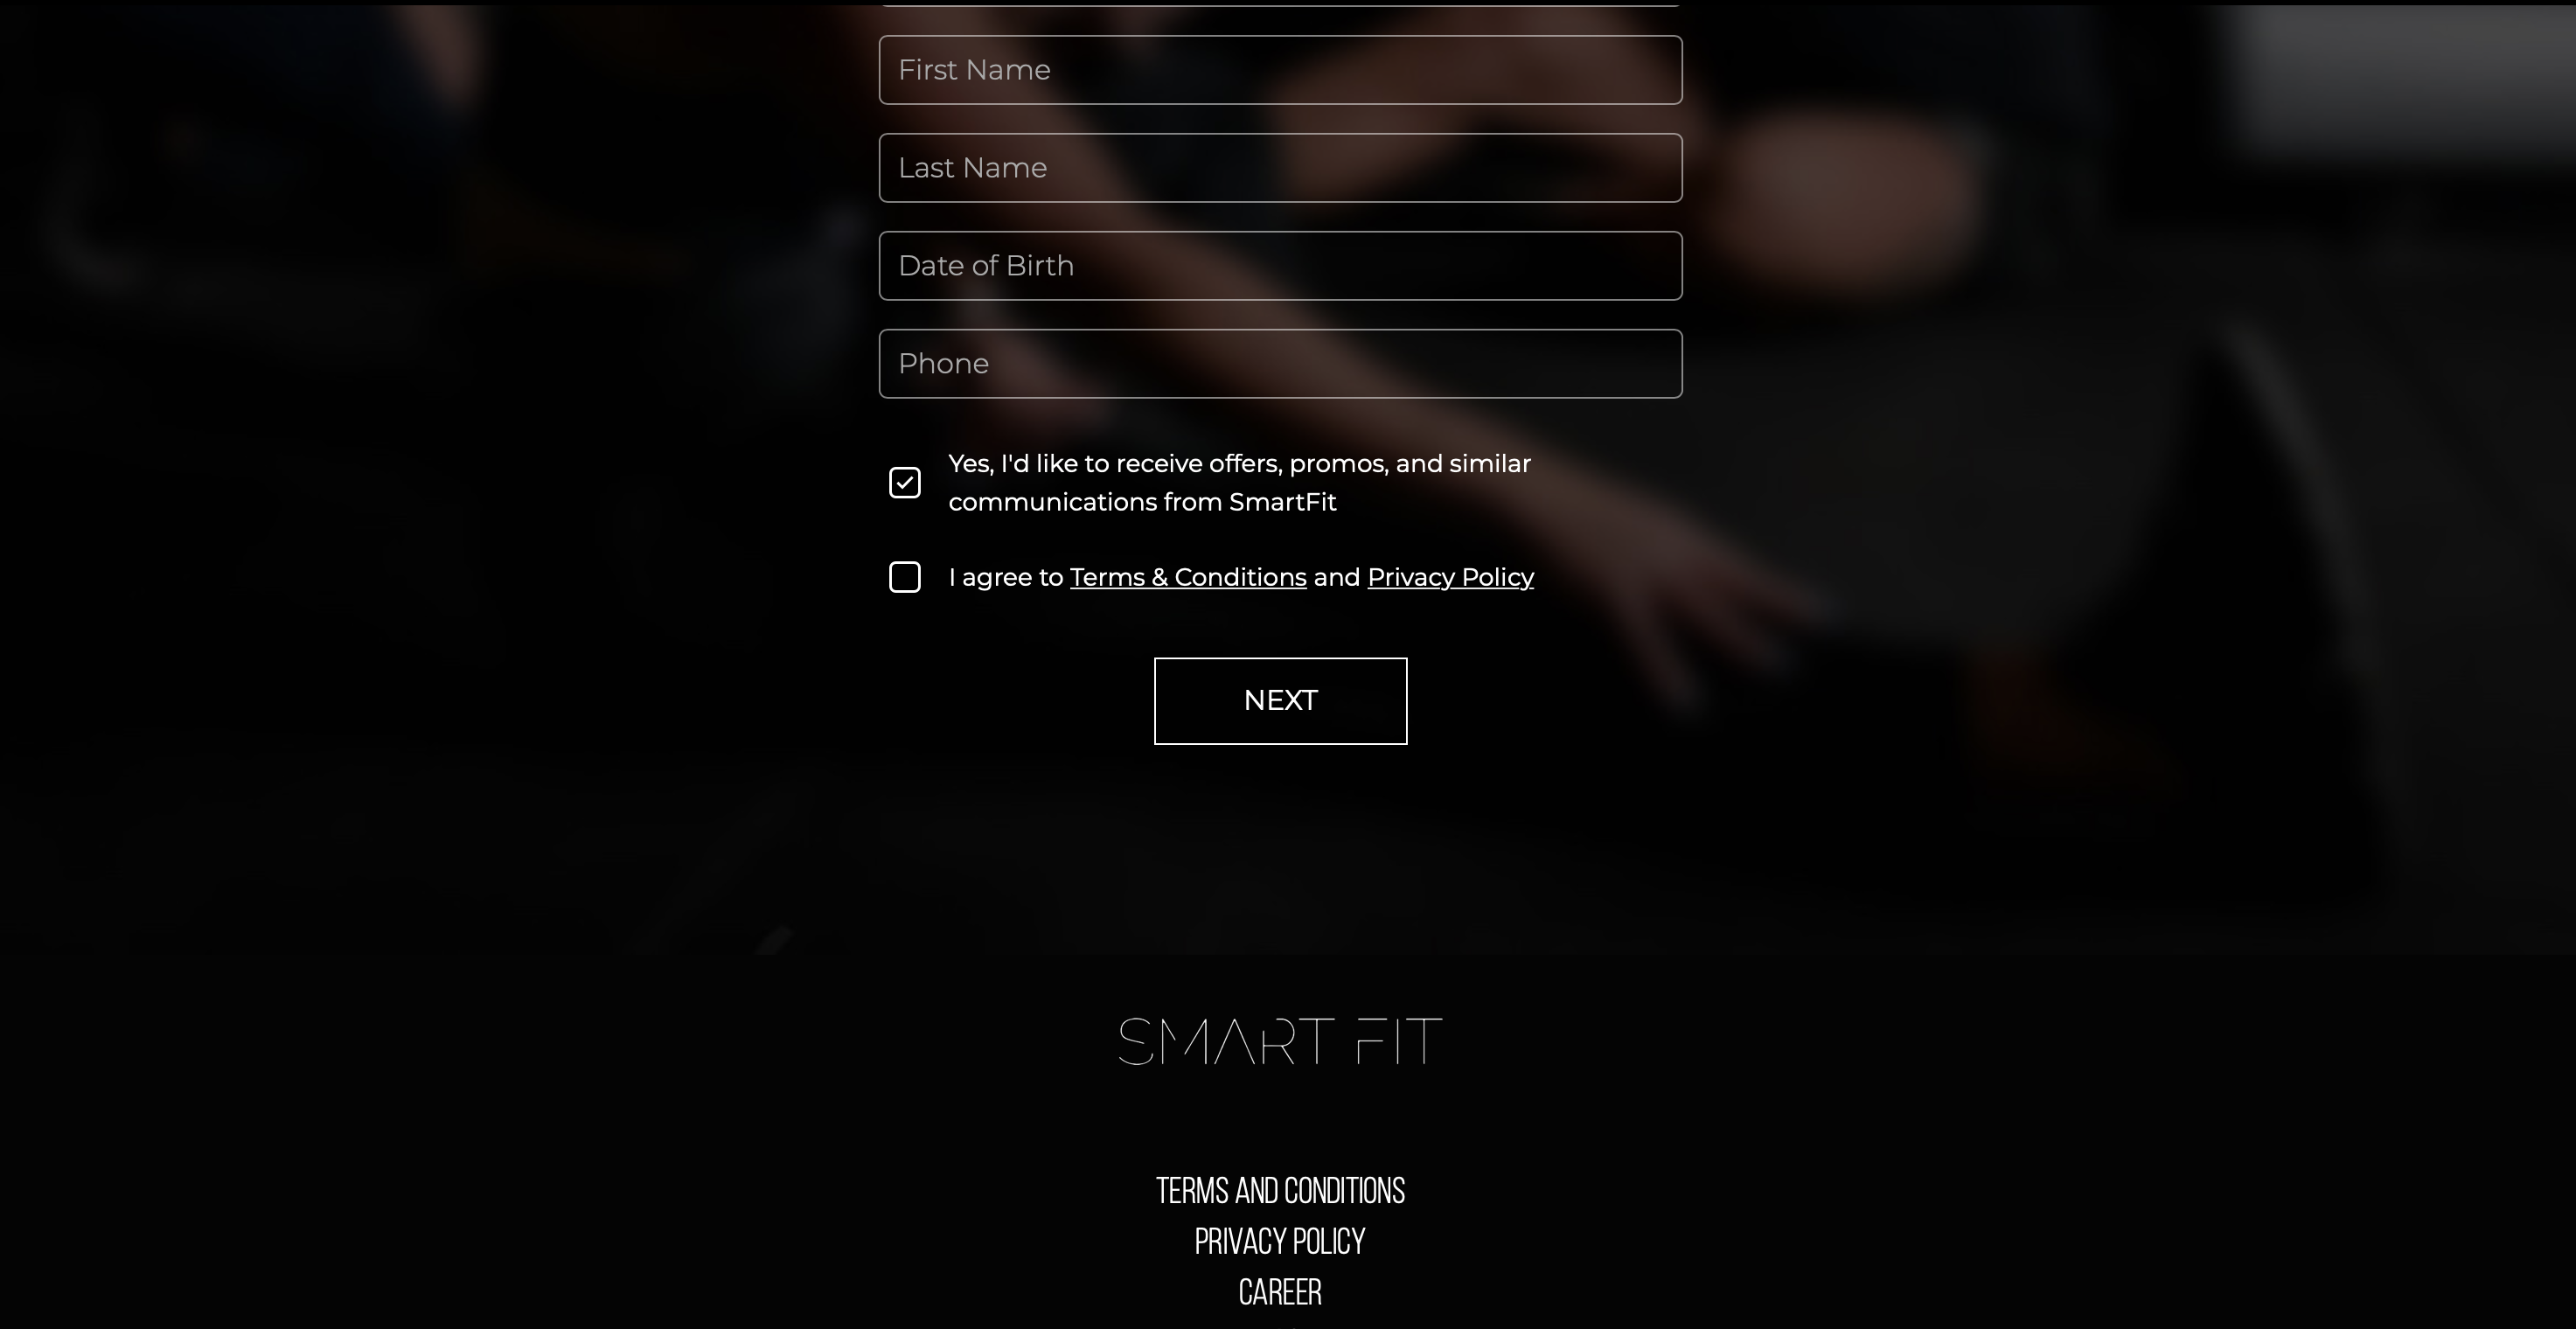 First Name
Last Name
Date of Birth
Phone
Yes, I'd like to receive offers, promos, and similar
communications from SmartFit
I agree to Terms & Conditions and Privacy Policy
NEXT
SMART FIT
TERMS AND CONDITIONS
PRIVACY POLICY
CAREER